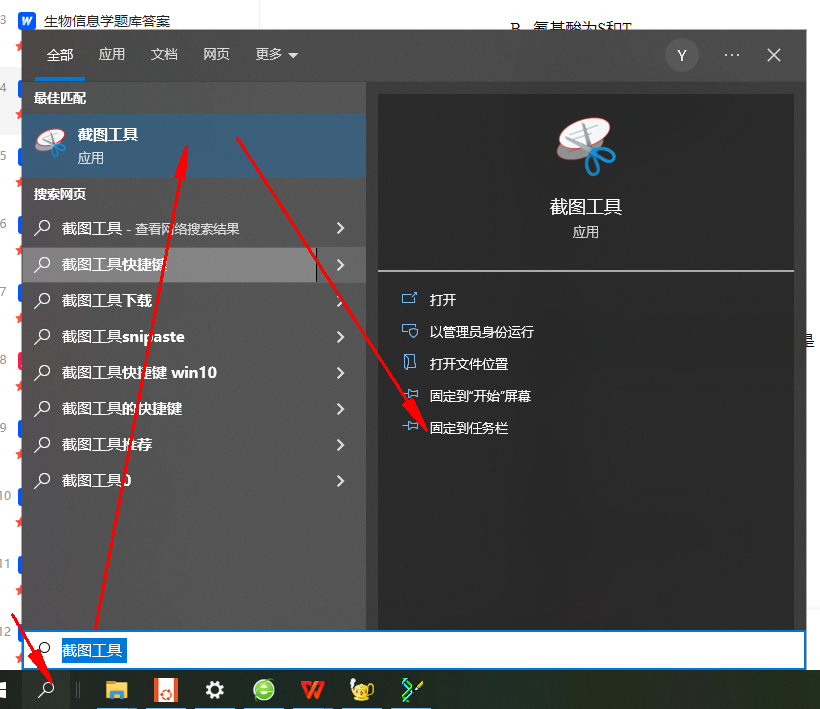 3 生物信息学题库答案
B. 氨基酸为S和T
全部 应用 文档 网页 更多 Y ...
最佳匹配
截图工具
应用
搜索网页
截图工具 - 查看网络搜索结果
截图工具快捷键
截图工具下载
截图工具snipaste
截图工具快捷键 win10
截图工具的快捷键
截图工具推荐
截图工具0
截图工具
应用
打开
以管理员身份运行
打开文件位置
固定到"开始"屏幕
固定到任务栏
4
5
6
7
8
9
10
11
12
是
截图工具